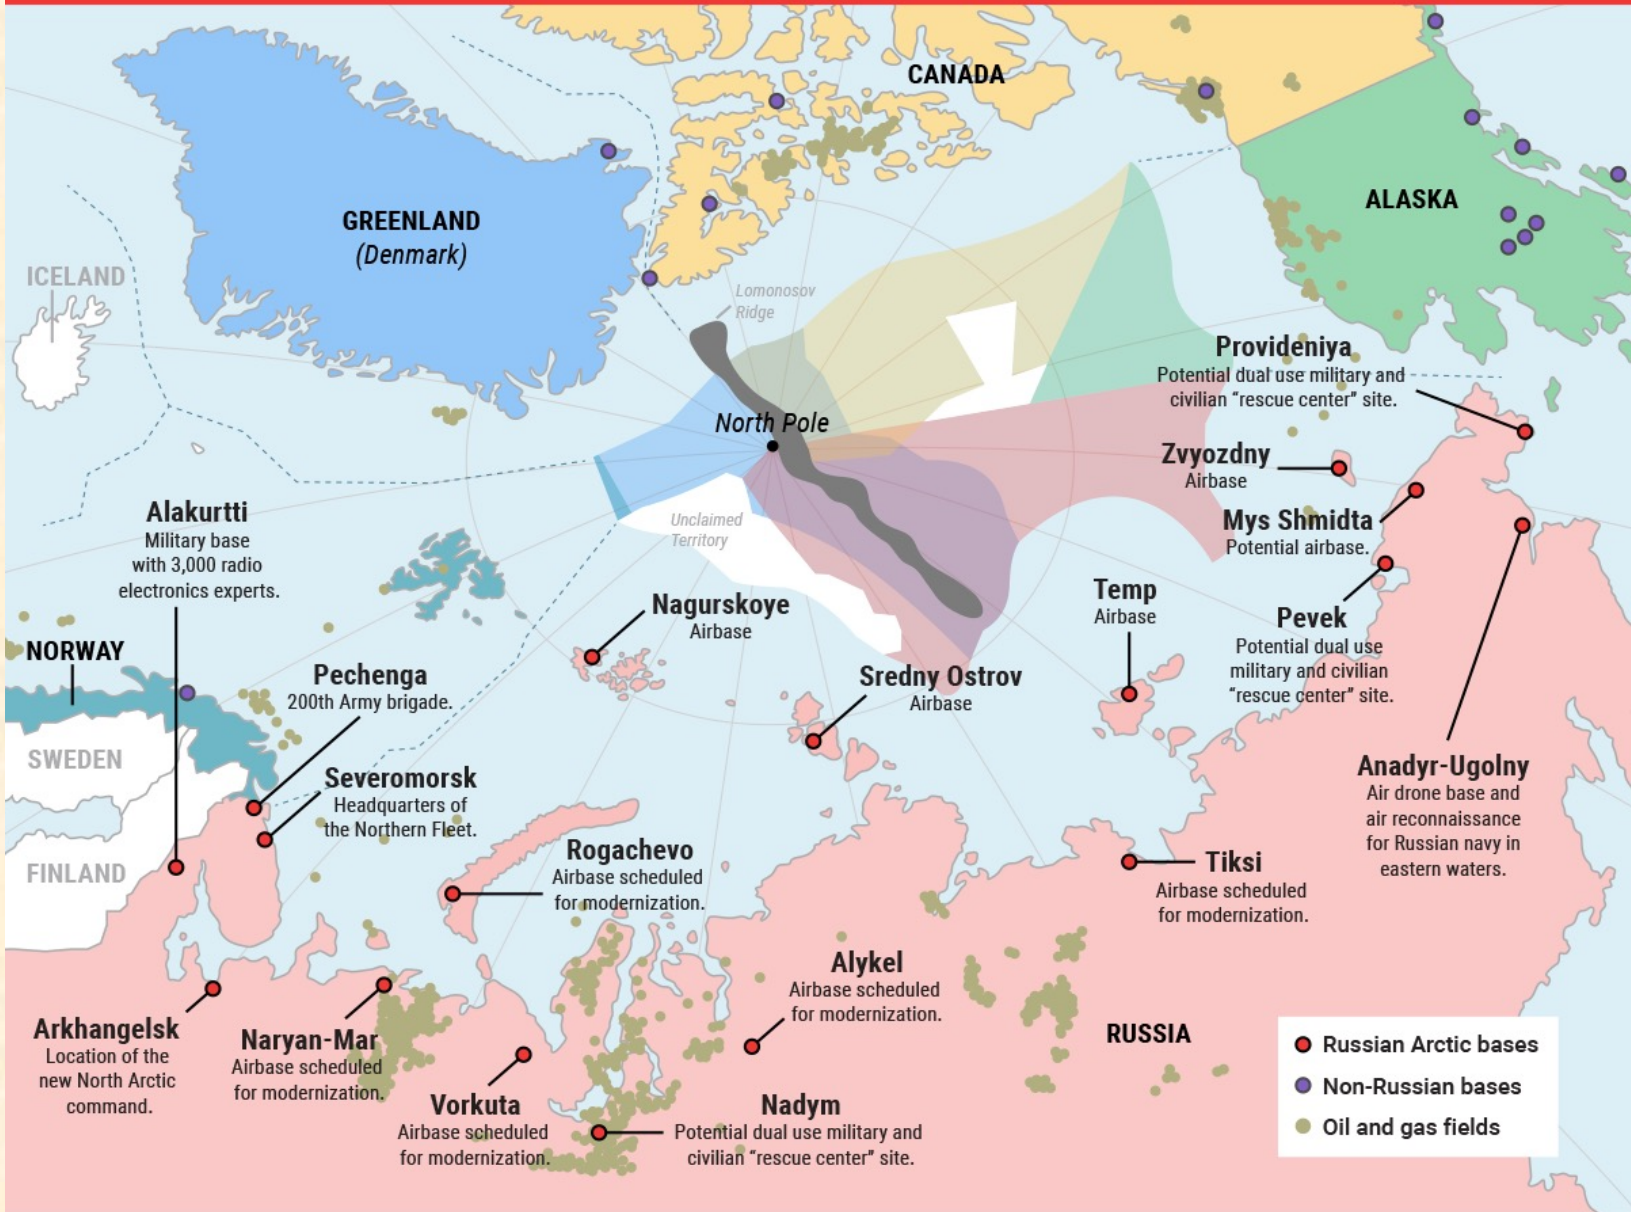 CANADA
GREENLAND
(Denmark)
ALASKA
ICELAND
Lomonosov
Ridge
North Pole
Unclaimed
Territory
Provideniya
Potential dual use military and
civilian “rescue center” site.
Zvyozdny
Airbase
Mys Shmidta
Potential airbase.
Pevek
Potential dual use
military and civilian
“rescue center” site.
Temp
Airbase
Alakurtti
Military base
with 3,000 radio
electronics experts.
Nagurskoye
Airbase
NORWAY
Pechenga
200th Army brigade.
Sredny Ostrov
Airbase
SWEDEN
Severomorsk
Headquarters of
the Northern Fleet.
Anadyr-Ugolny
Air drone base and
air reconnaissance
for Russian navy in
eastern waters.
FINLAND
Rogachevo
Airbase scheduled
for modernization.
Tiksi
Airbase scheduled
for modernization.
Alykel
Airbase scheduled
for modernization.
Arkhangelsk
Location of the
new North Arctic
command.
Naryan-Mar
Airbase scheduled
for modernization.
RUSSIA
Vorkuta
Airbase scheduled
for modernization.
Nadym
Potential dual use military and
civilian “rescue center” site.
Russian Arctic bases
Non-Russian bases
Oil and gas fields